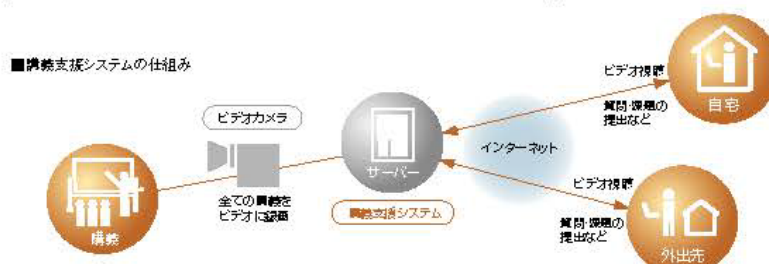 ■講義支援システムの仕組み
ビデオカメラ
講義
全ての講義を
ビデオに録画
サーバー
講義支援システム
インターネット
ビデオ視聴
質問・課題の
提出など
自宅
ビデオ視聴
質問・課題の
提出など
外出先